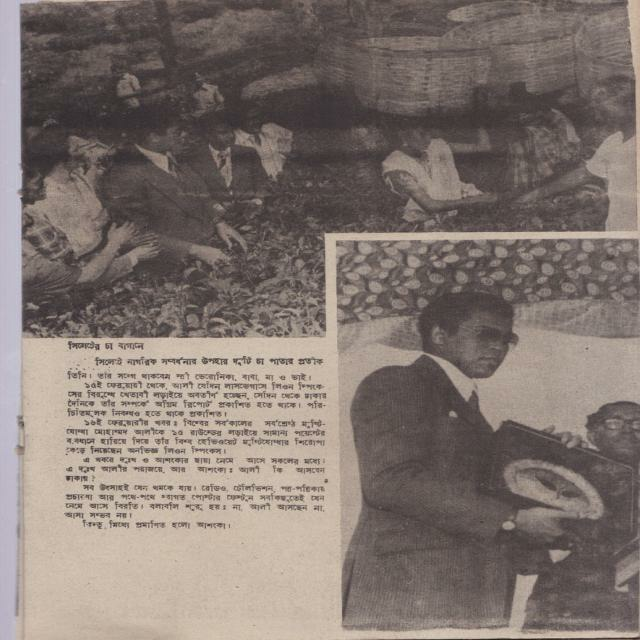 সিলেটের চা বাগানে
সিলেটে নাগরিক সম্বর্ধনার উপহার দুটি চা পাতার প্রতীক
তিনি। তাঁর সঙ্গে থাকবেন স্ত্রী ভেরোনিকা, বাবা, মা ও ভাই।
১৫ই ফেব্রুয়ারী থেকে, আলী যেদিন লাসভেগাসে লিওন স্পিংক-
সের বিরুদ্ধে খেতাবী লড়াইয়ে অবতীর্ণ হচ্ছেন, সেদিন থেকে ঢাকার
দৈনিকে তাঁর সম্পর্কে অগ্রিম রিপোর্ট প্রকাশিত হতে থাকে। পরি-
চিতিমূলক নিবন্ধও হতে থাকে প্রকাশিত।
১৬ই ফেব্রুয়ারীর খবর: বিশ্বের সর্বকালের সর্বশ্রেষ্ঠ মুষ্টি-
যোদ্ধা মোহাম্মদ আলীকে ১৫ রাউন্ডের লড়াইয়ে সামান্য পয়েন্টের
ব্যবধানে হারিয়ে দিয়ে তাঁর বিশ্ব হেভিওয়েট মুষ্টিযোদ্ধার শিরোপা
কেড়ে নিয়েছেন অনভিজ্ঞ লিওন স্পিংকস।
এ খবরে দুঃখ ও আশংকার ছায়া নেমে আসে সকলের মধ্যে।
এ দুঃখ আলীর পরাজয়ে, আর আশংকা: আলী কি আসবেন
ঢাকায়?
সব উৎসাহই যেন থমকে যায়। রেডিও, টেলিভিশন, পত্র-পত্রিকায়
প্রচারণা আর পথে-পথে স্বাগত পোস্টার ফেস্টুন সবকিছুতেই যেন
নেমে আসে বিরতি। বলাবলি শুরু হয়: না, আলী আসছেন না,
আসা সম্ভব নয়।
কিন্তু, মিথ্যে প্রমাণিত হলো আশংকা।